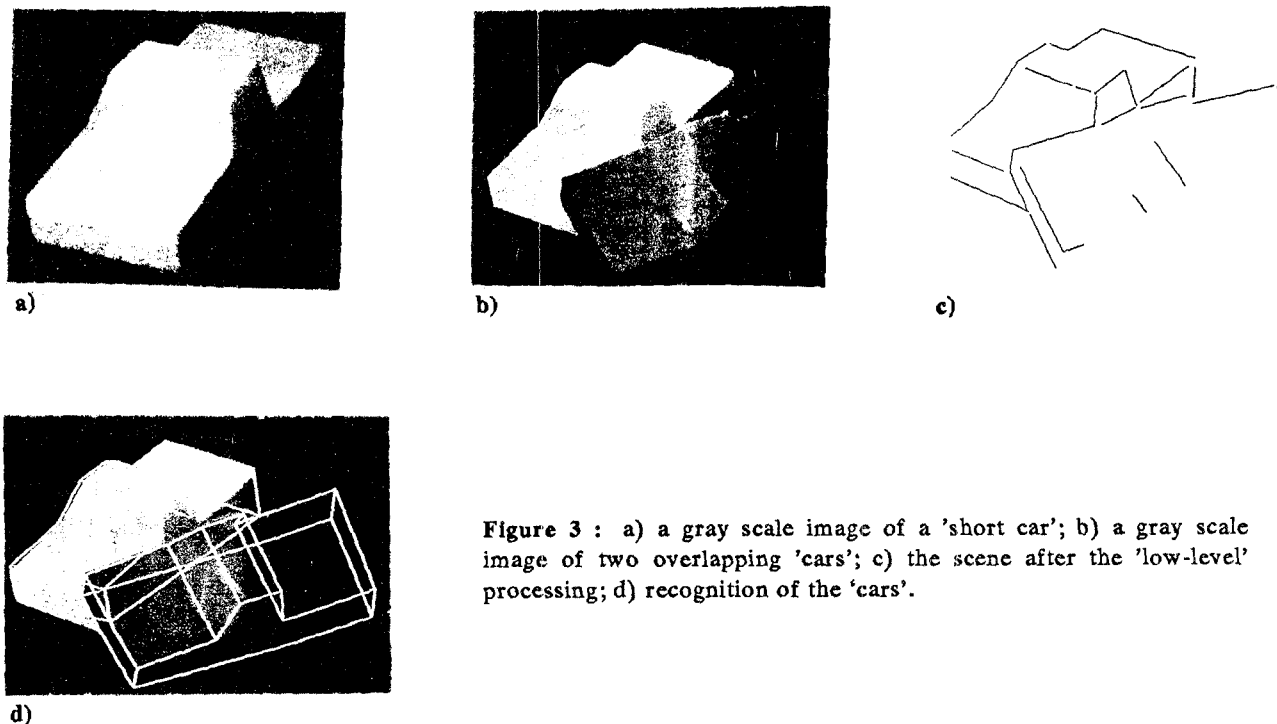 a)
b)
c)
Figure 3 : a) a gray scale image of a 'short car'; b) a gray scale
image of two overlapping 'cars'; c) the scene after the 'low-level'
processing; d) recognition of the 'cars'.
d)